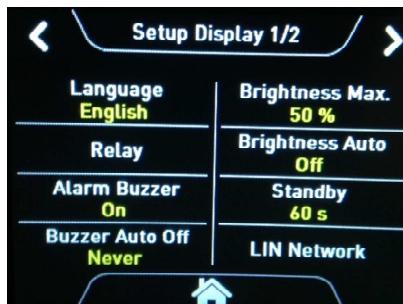 Setup Display 1/2
Language
English
Relay
Alarm Buzzer
On
Buzzer Auto Off
Never
Brightness Max.
50 %
Brightness Auto
Off
Standby
60 s
LIN Network